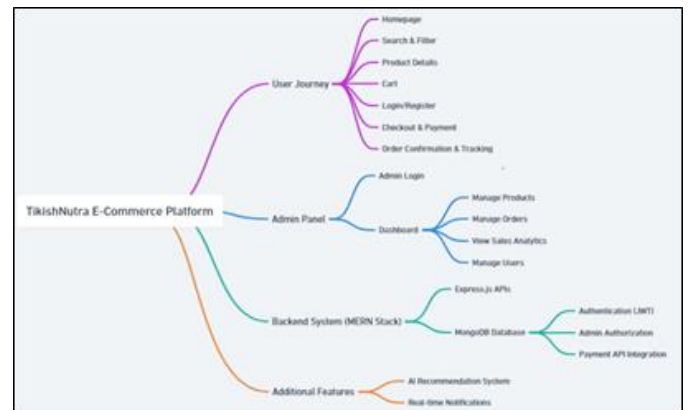 TikishNutra E-Commerce Platform
User Journey
Homepage
Search & Filter
Product Details
Cart
Login/Register
Checkout & Payment
Order Confirmation & Tracking
Admin Panel
Admin Login
Dashboard
Manage Products
Manage Orders
View Sales Analytics
Manage Users
Backend System (MERN Stack)
Express.js APIs
MongoDB Database
Authentication (JWT)
Admin Authorization
Payment API Integration
Additional Features
AI Recommendation System
Real-time Notifications